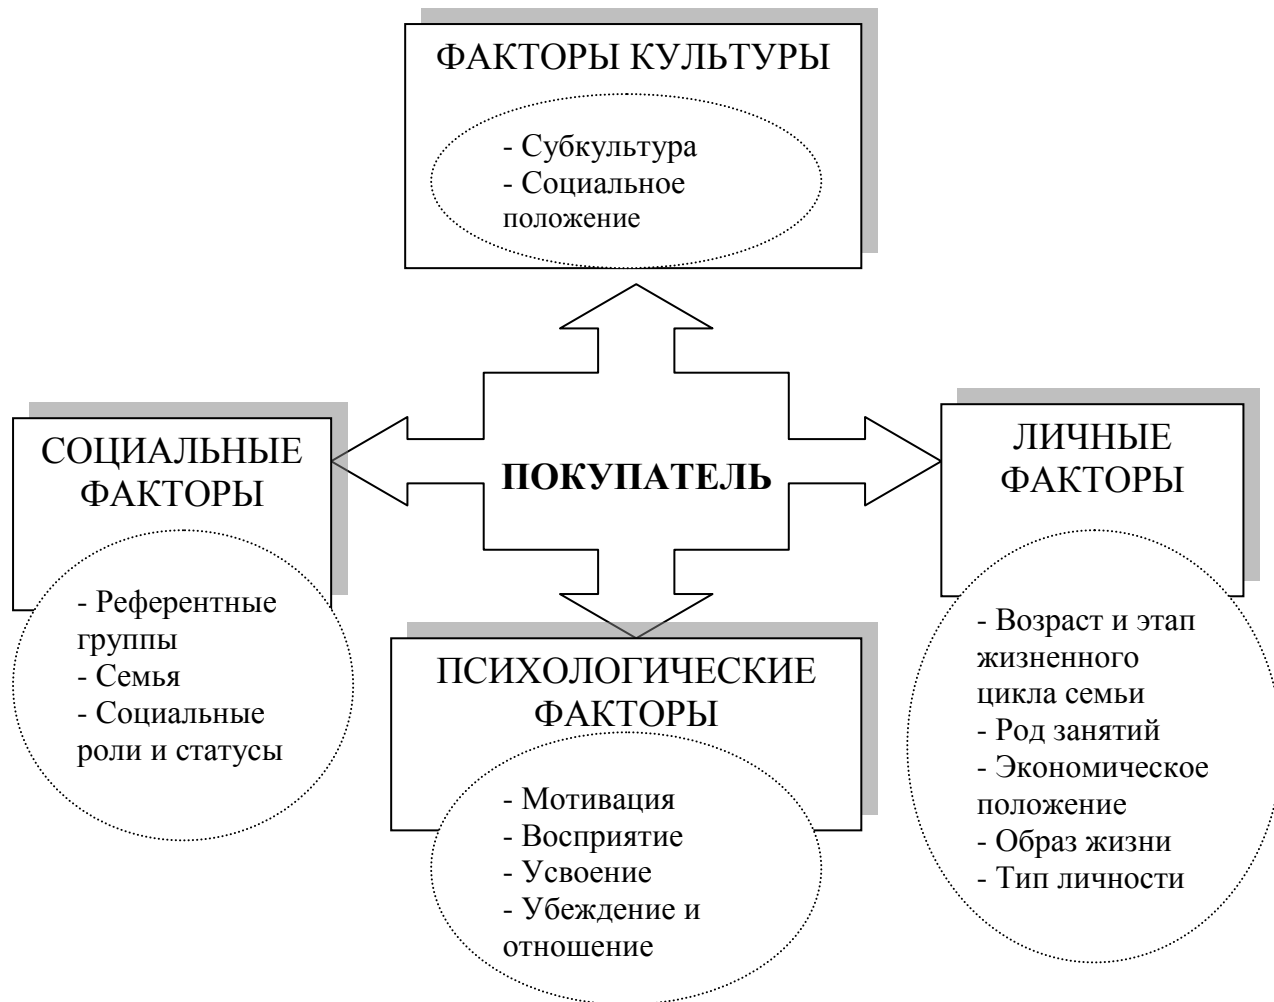 ФАКТОРЫ КУЛЬТУРЫ
- Субкультура
- Социальное
положение
СОЦИАЛЬНЫЕ
ФАКТОРЫ
- Референтные
группы
- Семья
- Социальные
роли и статусы
ПОКУПАТЕЛЬ
ЛИЧНЫЕ
ФАКТОРЫ
- Возраст и этап
жизненного
цикла семьи
- Род занятий
- Экономическое
положение
- Образ жизни
- Тип личности
ПСИХОЛОГИЧЕСКИЕ
ФАКТОРЫ
- Мотивация
- Восприятие
- Усвоение
- Убеждение и
отношение